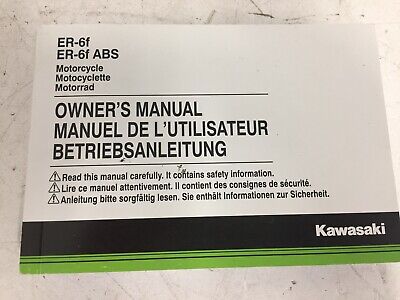 ER-6f
ER-6f ABS
Motorcycle
Motocyclette
Motorrad
OWNER'S MANUAL
MANUEL DE L'UTILISATEUR
BETRIEBSANLEITUNG
Read this manual carefully. It contains safety information.
Lire ce manuel attentivement. Il contient des consignes de sécurité.
Anleitung bitte sorgfältig lesen. Sie enthält Informationen zur Sicherheit.
Kawasaki